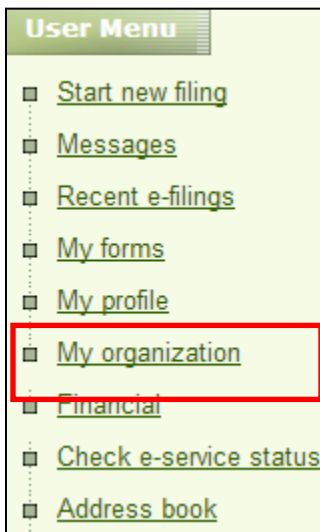 User Menu
Start new filing
Messages
Recent e-filings
My forms
My profile
My organization
Financial
Check e-service status
Address book